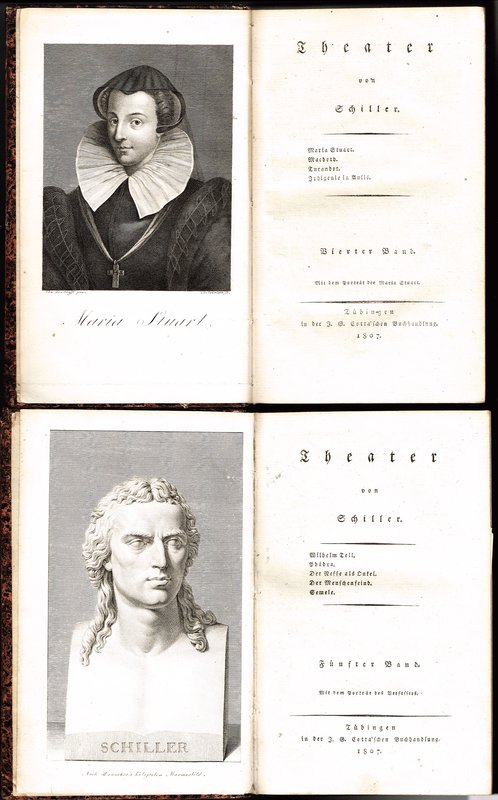 Maria Stuart.
Theater
von
Schiller.
Maria Stuart.
Macbeth.
Turandot.
Iphigenie in Aulis.
Vierter Band.
Mit dem Porträt der Maria Stuart.
Tübingen
in der J. G. Cotta'schen Buchhandlung.
1807.
SCHILLER
Nach Dannecker's kolossalen Marmorbild.
Theater
von
Schiller.
Wilhelm Tell.
Phädra.
Der Neffe als Onkel.
Der Menschenfeind.
Semele.
Fünfter Band.
Mit dem Porträt des Verfassers.
Tübingen
in der J. G. Cotta'schen Buchhandlung.
1807.